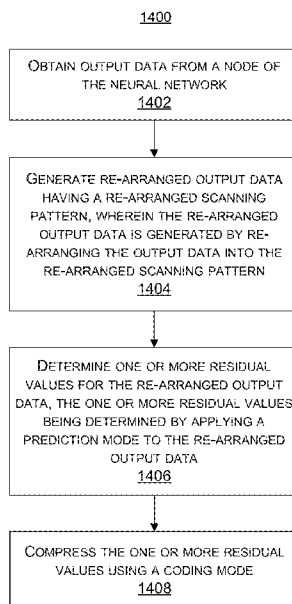 1400
OBTAIN OUTPUT DATA FROM A NODE OF
THE NEURAL NETWORK
1402
GENERATE RE-ARRANGED OUTPUT DATA
HAVING A RE-ARRANGED SCANNING
PATTERN, WHEREIN THE RE-ARRANGED
OUTPUT DATA IS GENERATED BY RE-
ARRANGING THE OUTPUT DATA INTO THE
RE-ARRANGED SCANNING PATTERN
1404
DETERMINE ONE OR MORE RESIDUAL
VALUES FOR THE RE-ARRANGED OUTPUT
DATA, THE ONE OR MORE RESIDUAL VALUES
BEING DETERMINED BY APPLYING A
PREDICTION MODE TO THE RE-ARRANGED
OUTPUT DATA
1406
COMPRESS THE ONE OR MORE RESIDUAL
VALUES USING A CODING MODE
1408